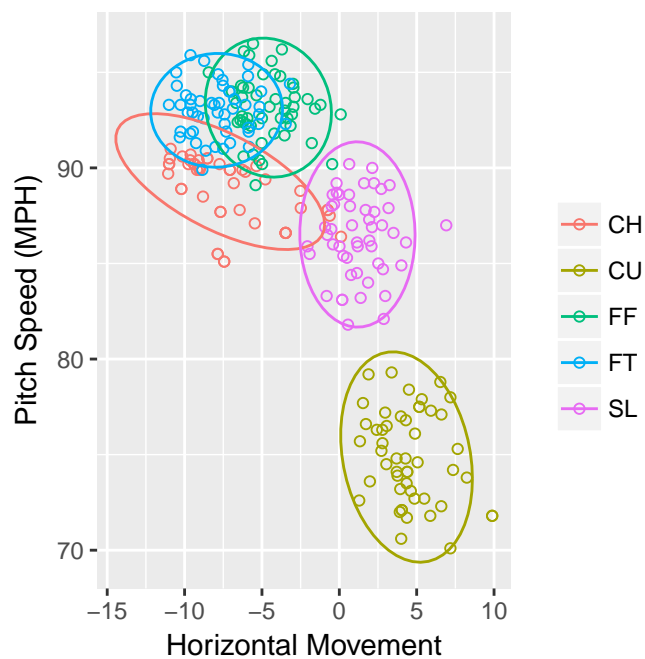 Pitch Speed (MPH)
90
80
70
−15
−10
−5
0
5
10
Horizontal Movement
CH
CU
FF
FT
SL